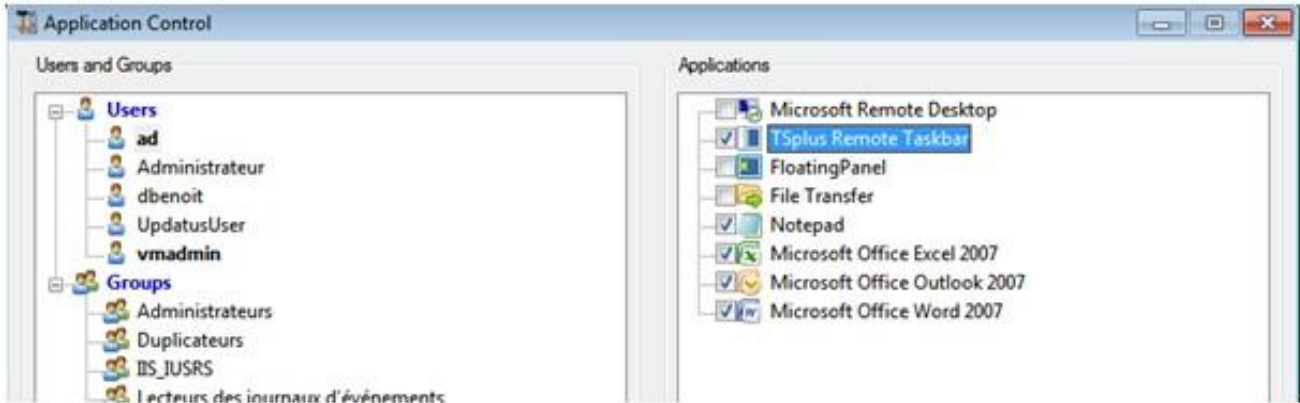 Application Control
Users and Groups
Users
ad
Administrateur
dbenoit
UpdatusUser
vmadmin
Groups
Administrateurs
Duplicateurs
IIS_IUSRS
Lecteurs des journaux d'événements
Applications
Microsoft Remote Desktop
TSplus Remote Taskbar
FloatingPanel
File Transfer
Notepad
Microsoft Office Excel 2007
Microsoft Office Outlook 2007
Microsoft Office Word 2007